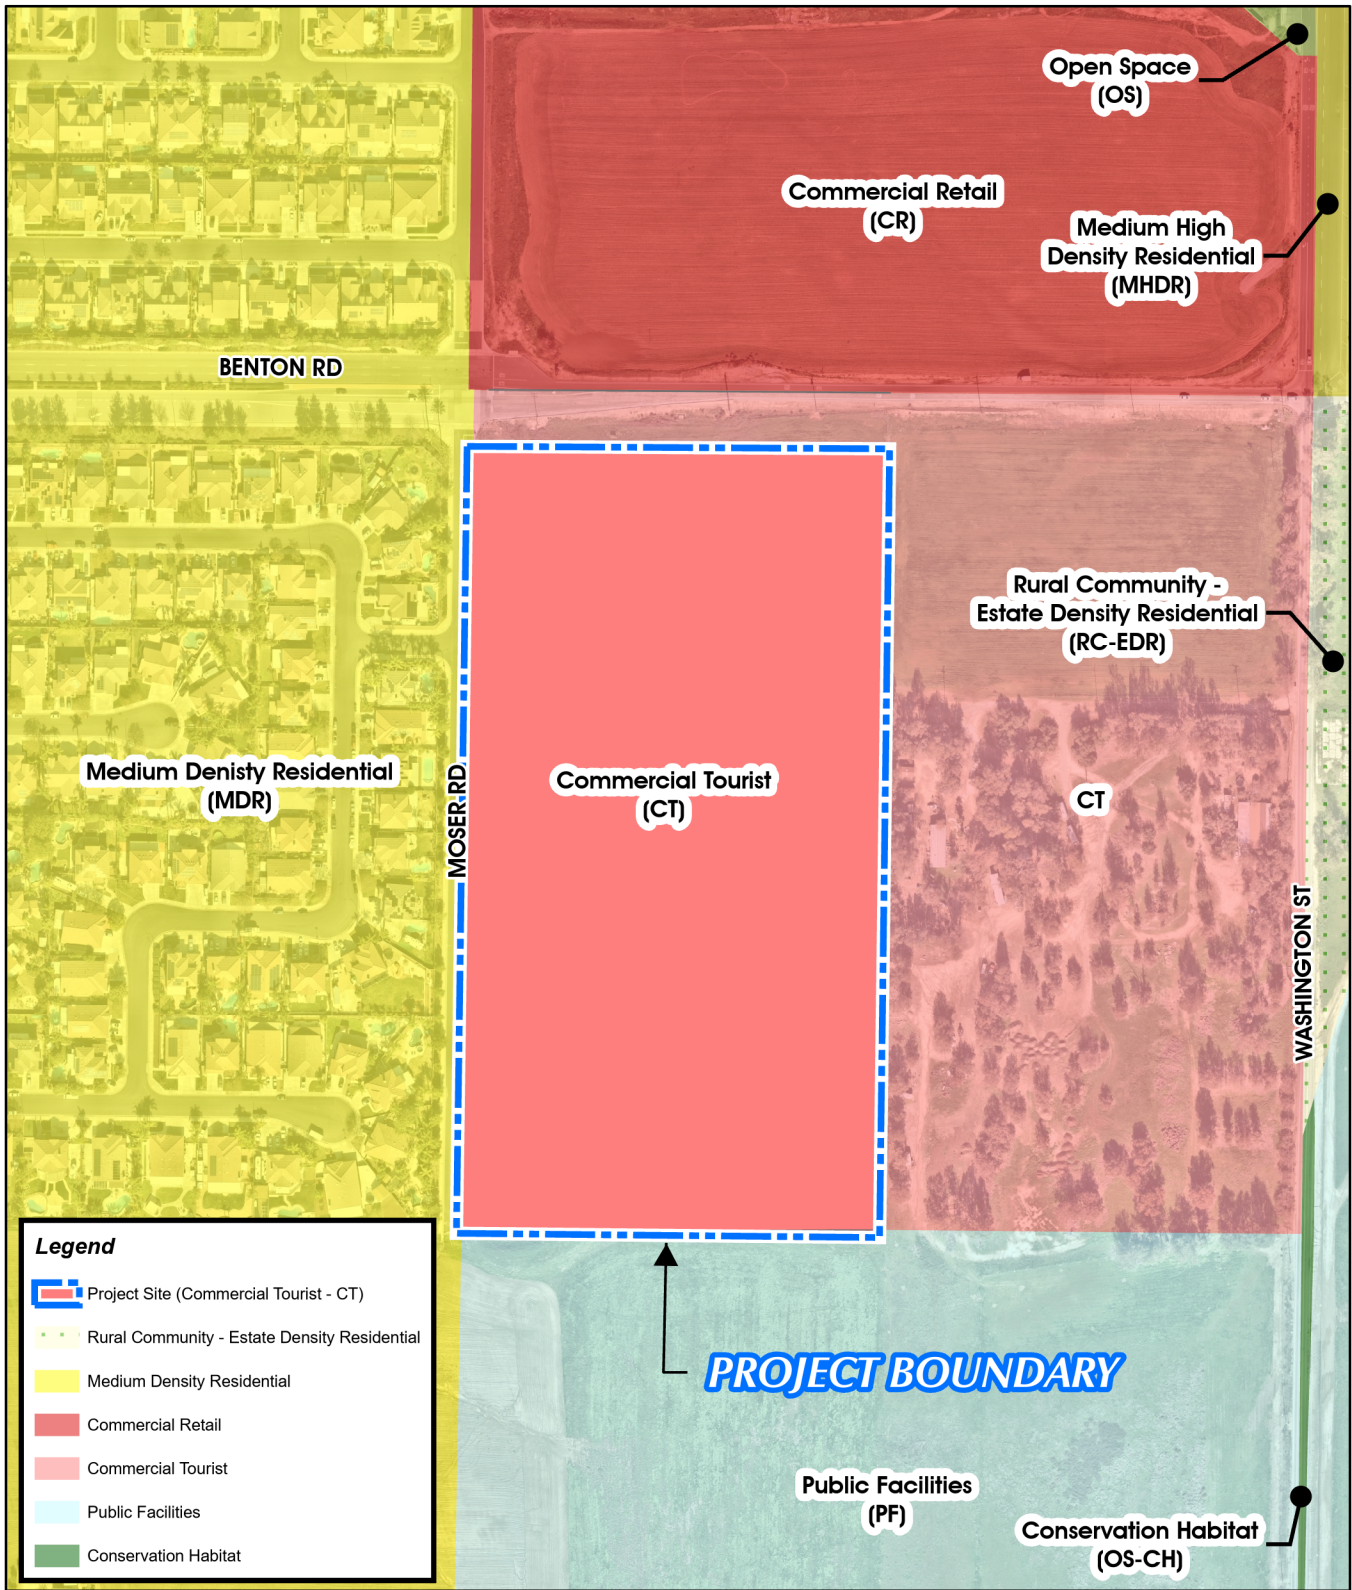 Open Space
(OS)
Commercial Retail
(CR)
Medium High
Density Residential
(MHDR)
BENTON RD
Rural Community -
Estate Density Residential
(RC-EDR)
Medium Denisty Residential
(MDR)
MOSER RD
Commercial Tourist
(CT)
CT
WASHINGTON ST
Legend
Project Site (Commercial Tourist - CT)
Rural Community - Estate Density Residential
Medium Density Residential
Commercial Retail
Commercial Tourist
Public Facilities
Conservation Habitat
PROJECT BOUNDARY
Public Facilities
(PF)
Conservation Habitat
(OS-CH)